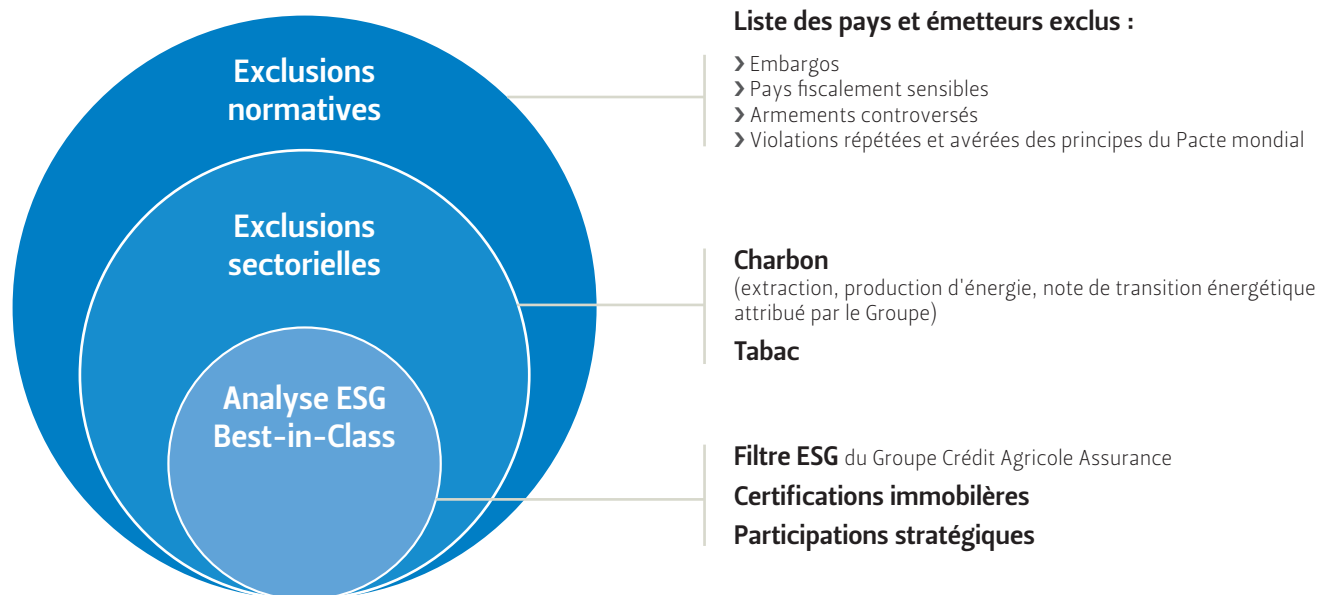 Exclusions
normatives
Liste des pays et émetteurs exclus :
❯ Embargos
❯ Pays fiscalement sensibles
❯ Armements controversés
❯ Violations répétées et avérées des principes du Pacte mondial
Exclusions
sectorielles
Charbon
(extraction, production d'énergie, note de transition énergétique
attribué par le Groupe)
Tabac
Analyse ESG
Best-in-Class
Filtre ESG du Groupe Crédit Agricole Assurance
Certifications immobilères
Participations stratégiques